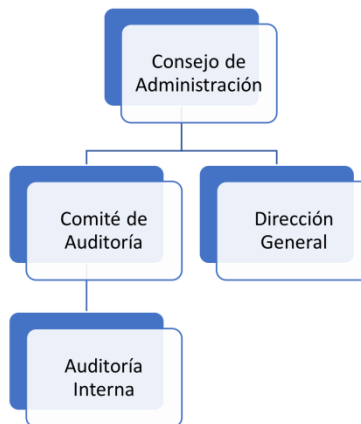 Consejo de
Administración
Comité de
Auditoría
Dirección
General
Auditoría
Interna